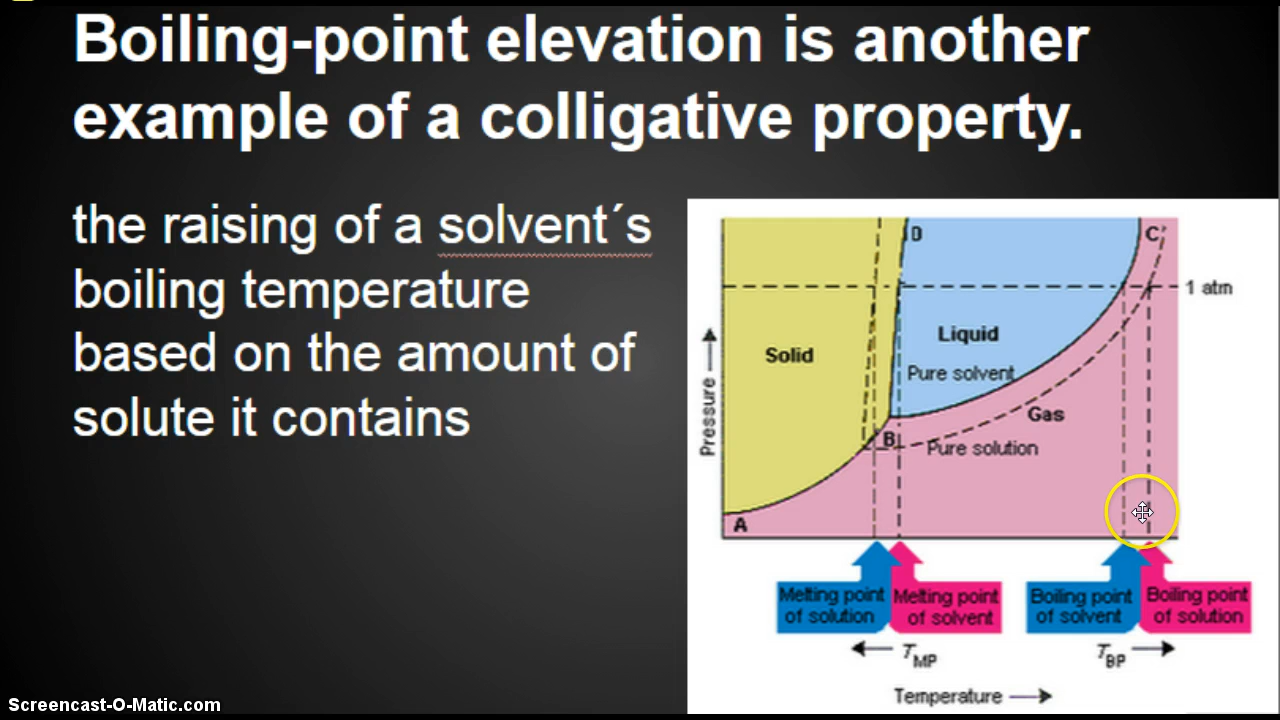 Boiling-point elevation is another
example of a colligative property.
the raising of a solvent´s
boiling temperature
based on the amount of
solute it contains
D
C
1 atm
Liquid
Solid
Pure solvent
Pressure
Gas
B
Pure solution
A
Melting point
of solution
Melting point
of solvent
Boiling point
of solvent
Boiling point
of solution
TMP
TBP
Temperature
Screencast-O-Matic.com